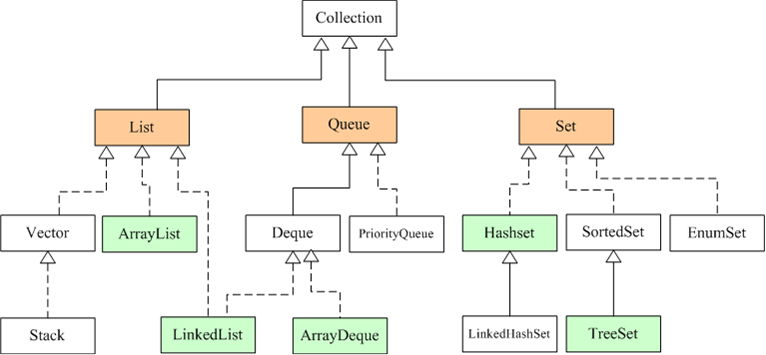 Collection
List
Queue
Set
Vector
ArrayList
Deque
PriorityQueue
Hashset
SortedSet
EnumSet
Stack
LinkedList
ArrayDeque
LinkedHashSet
TreeSet